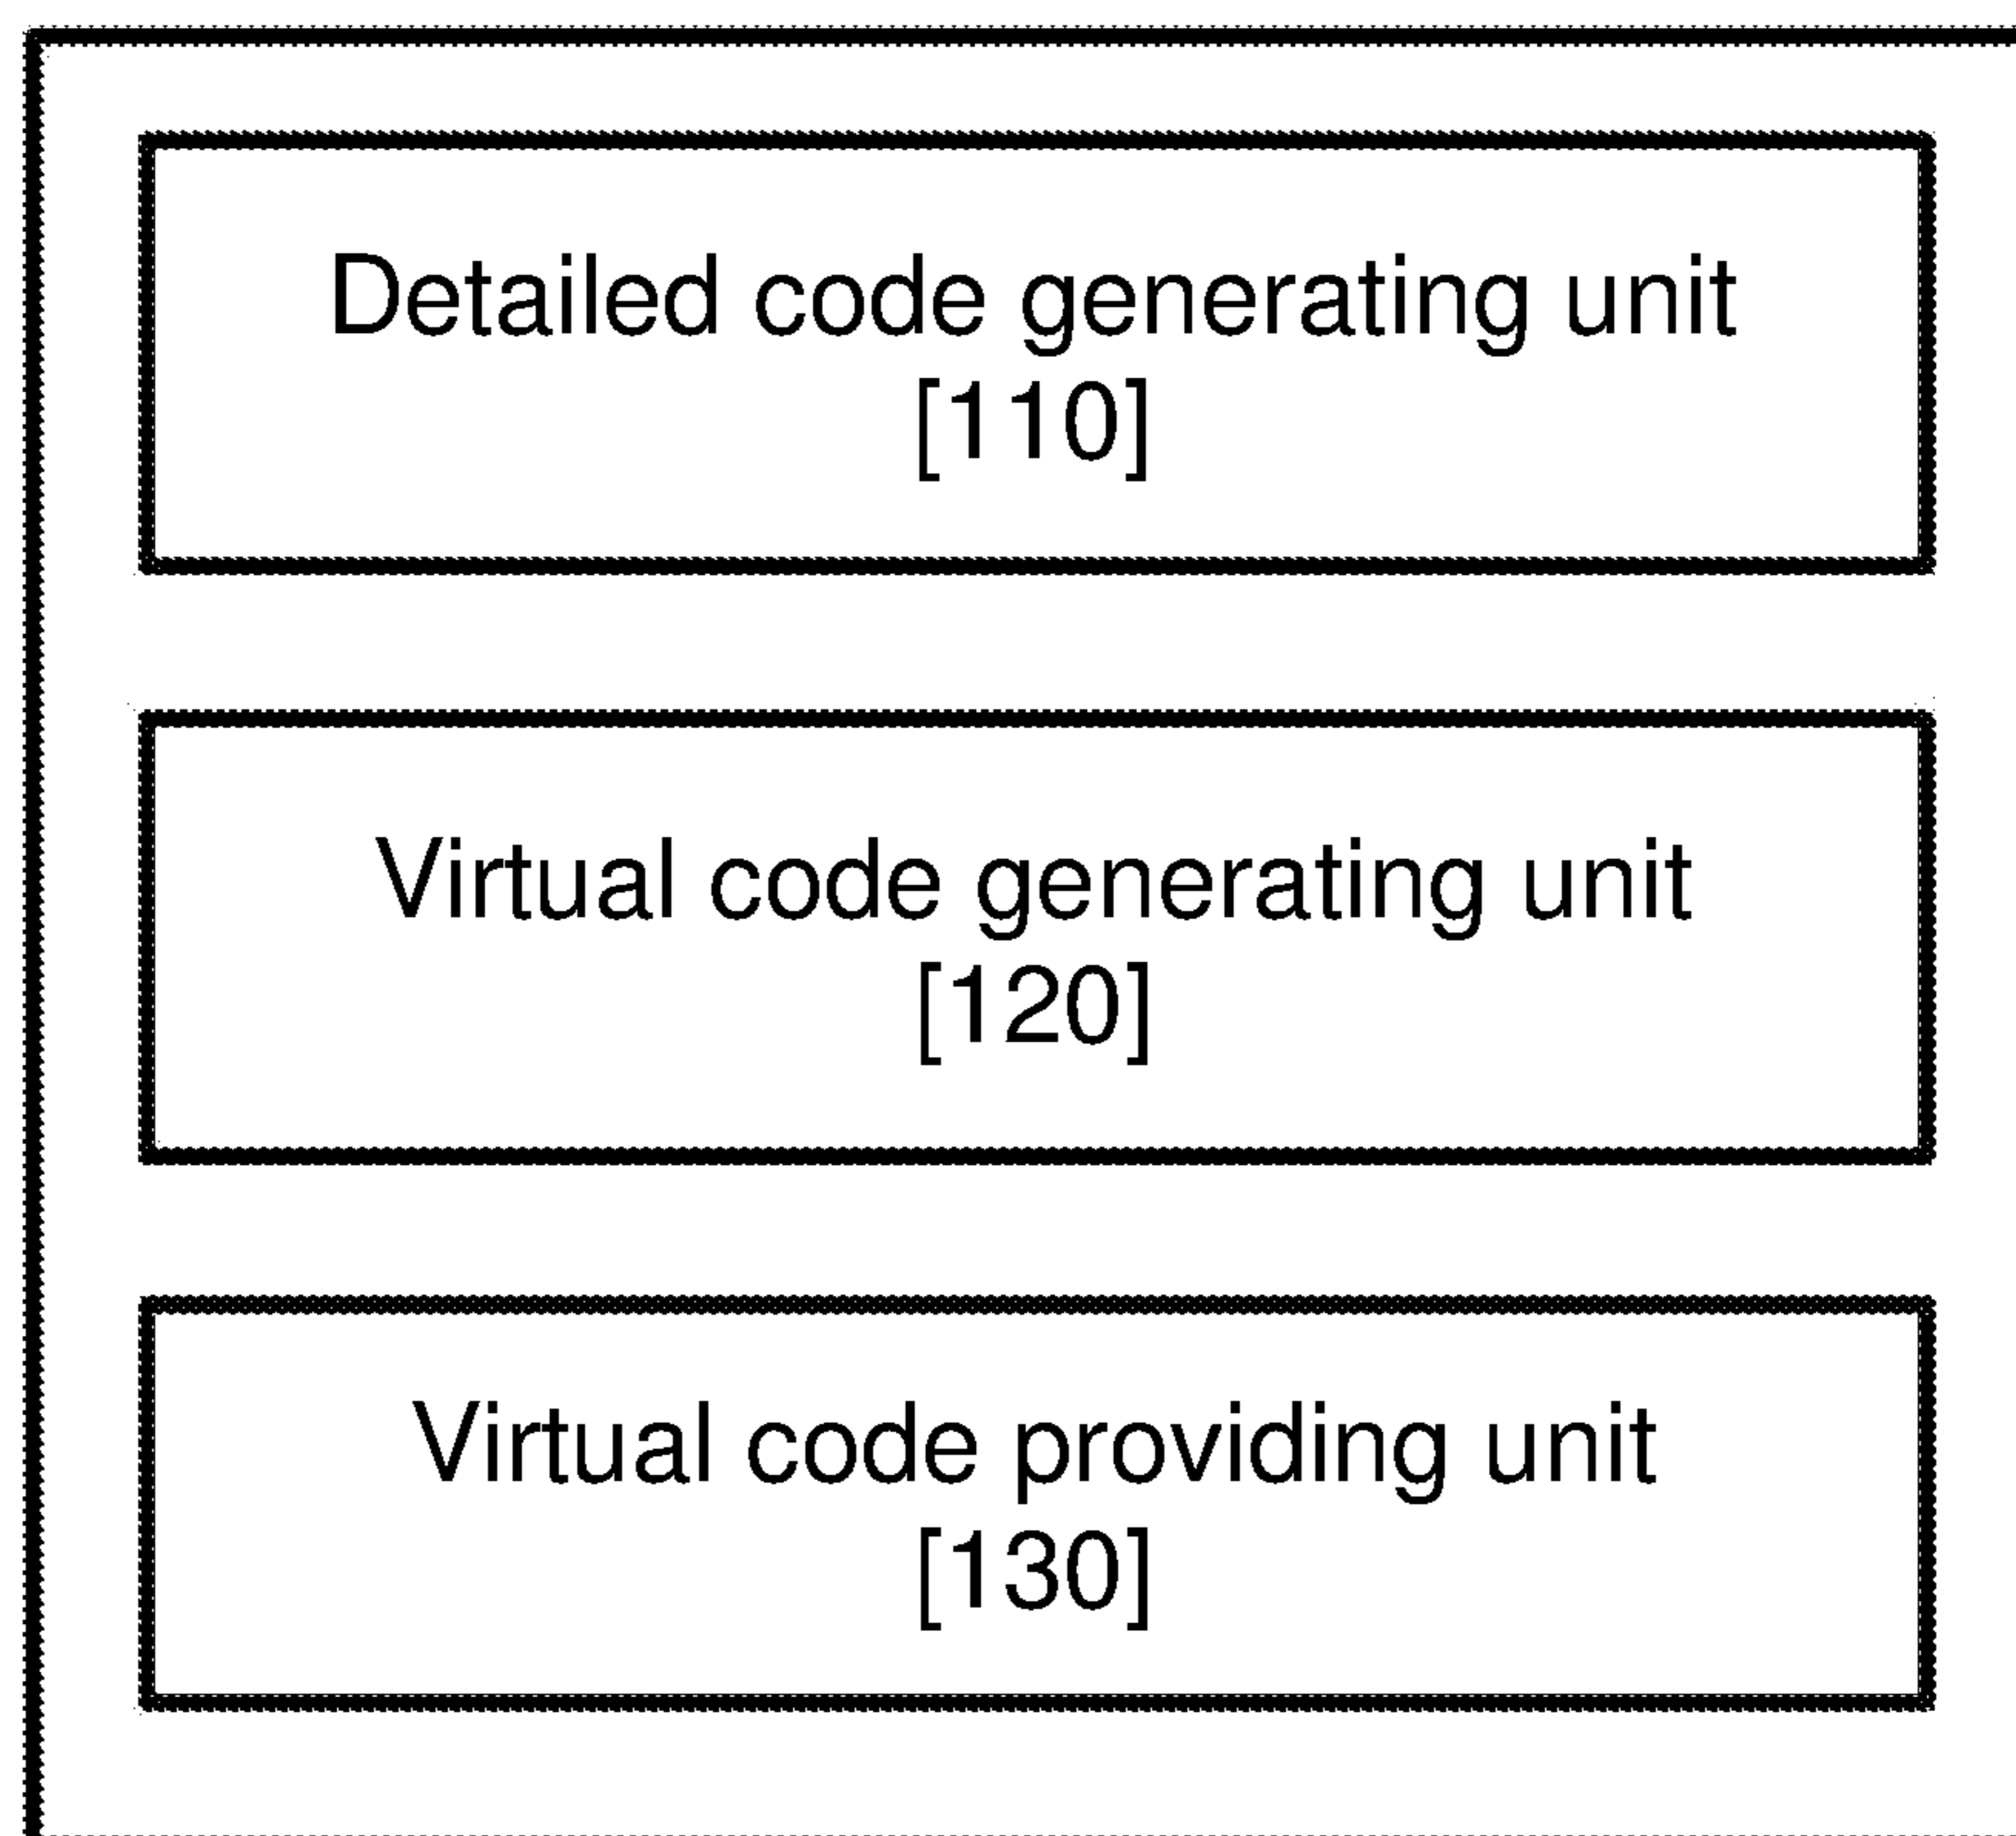 Detailed code generating unit
[110]
Virtual code generating unit
[120]
Virtual code providing unit
[130]